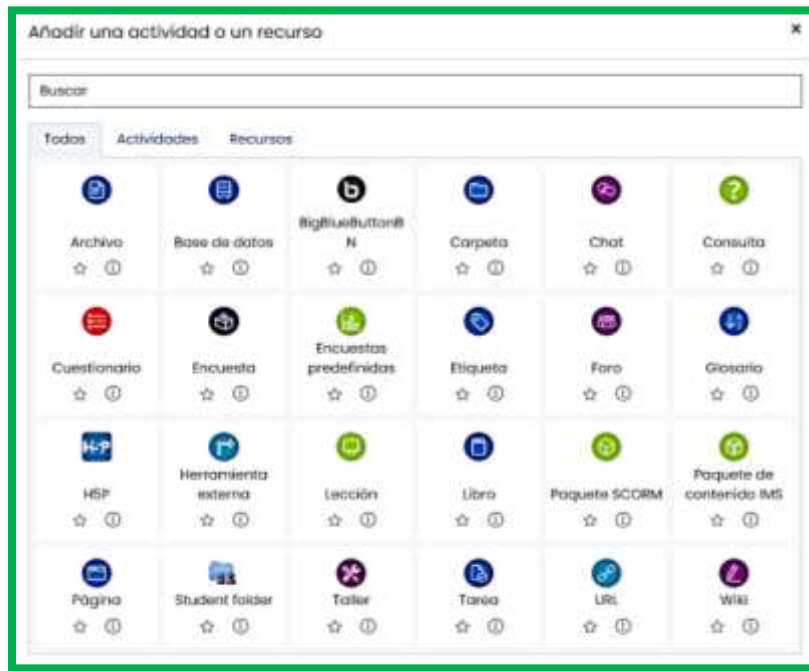 Añadir una actividad o un recurso
×
Buscar
Todos Actividades Recursos
Archivo Base de datos BigBlueButtonB
N Carpeta Chat Consulta
Cuestionario Encuesta Encuestas
predefinidas Etiqueta Foro Glosario
H-P
H5P Herramienta
externa Lección Libro Paquete SCORM Paquete de
contenido IMS
Página Student folder Taller Tarea URL Wiki